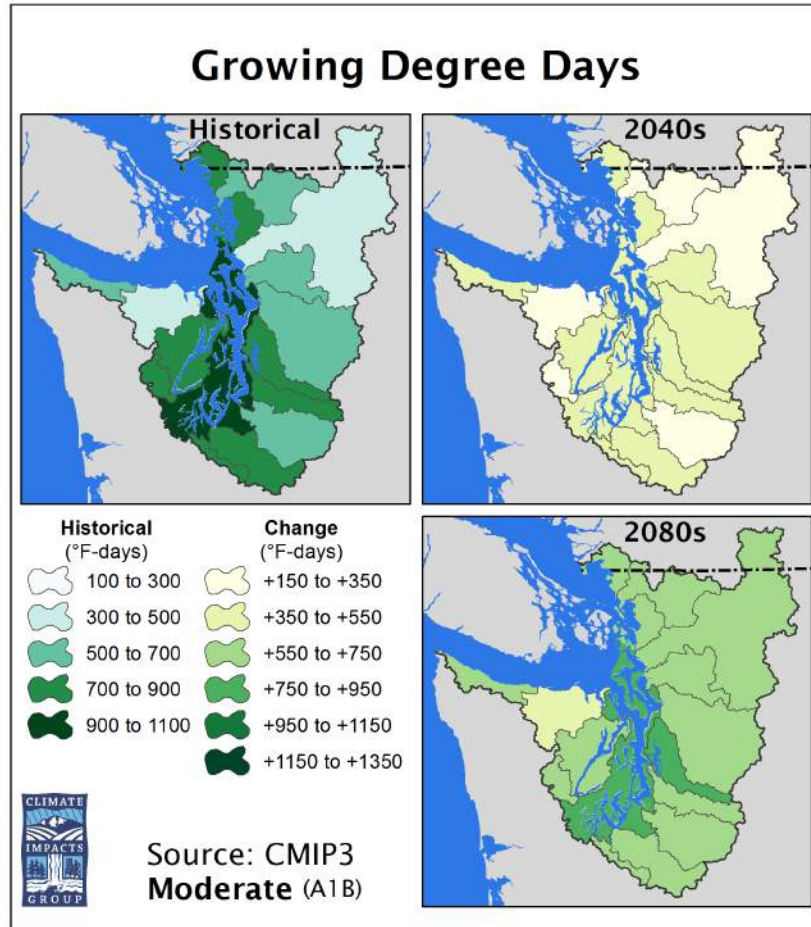 Growing Degree Days
Historical
2040s
Historical
(°F-days)
100 to 300
300 to 500
500 to 700
700 to 900
900 to 1100
Change
(°F-days)
+150 to +350
+350 to +550
+550 to +750
+750 to +950
+950 to +1150
+1150 to +1350
2080s
CLIMATE
IMPACTS
GROUP
Source: CMIP3
Moderate (A1B)